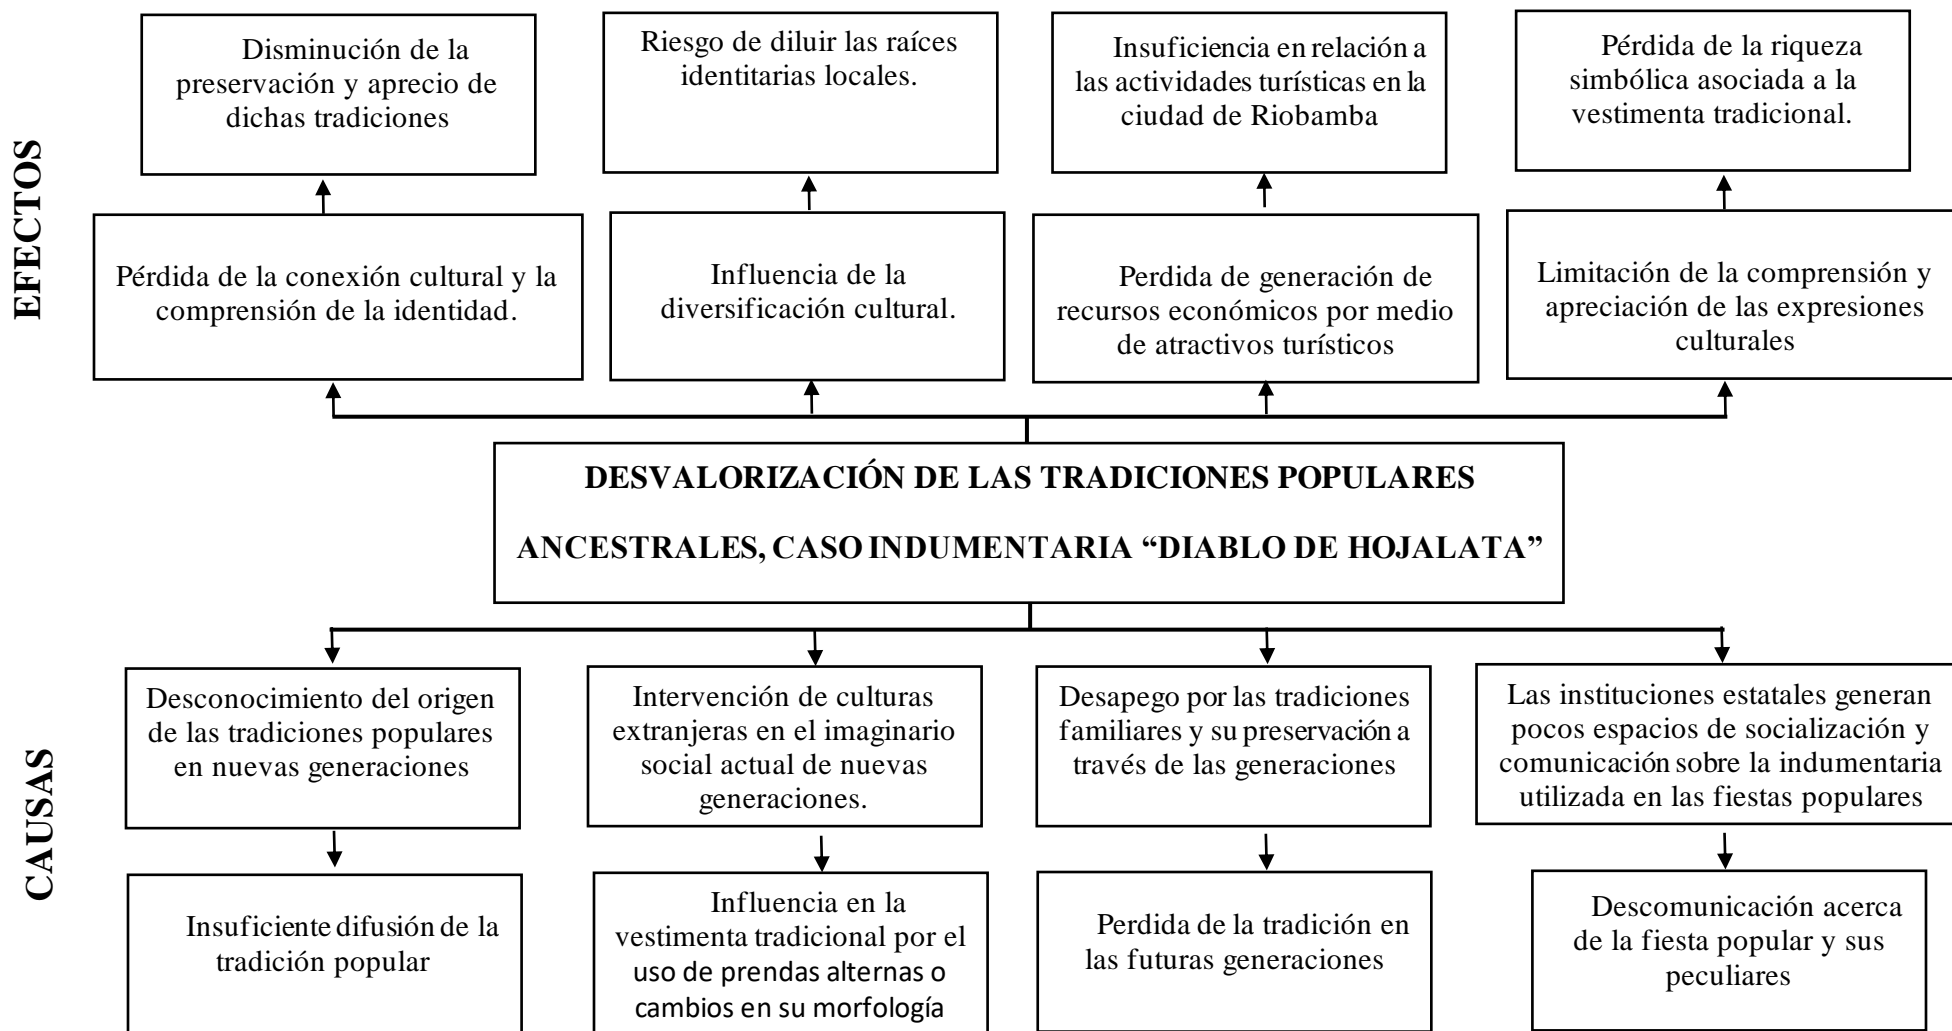 EFECTOS
Disminución de la
preservación y aprecio de
dichas tradiciones
Riesgo de diluir las raíces
identitarias locales.
Insuficiencia en relación a
las actividades turísticas en la
ciudad de Riobamba
Pérdida de la riqueza
simbólica asociada a la
vestimenta tradicional.
Pérdida de la conexión cultural y la
comprensión de la identidad.
Influencia de la
diversificación cultural.
Perdida de generación de
recursos económicos por medio
de atractivos turísticos
Limitación de la comprensión y
apreciación de las expresiones
culturales
DESVALORIZACIÓN DE LAS TRADICIONES POPULARES
ANCESTRALES, CASO INDUMENTARIA “DIABLO DE HOJALATA”
CAUSAS
Desconocimiento del origen
de las tradiciones populares
en nuevas generaciones
Intervención de culturas
extranjeras en el imaginario
social actual de nuevas
generaciones.
Desapego por las tradiciones
familiares y su preservación a
través de las generaciones
Las instituciones estatales generan
pocos espacios de socialización y
comunicación sobre la indumentaria
utilizada en las fiestas populares
Insuficiente difusión de la
tradición popular
Influencia en la
vestimenta tradicional por el
uso de prendas alternas o
cambios en su morfología
Perdida de la tradición en
las futuras generaciones
Descomunicación acerca
de la fiesta popular y sus
peculiares